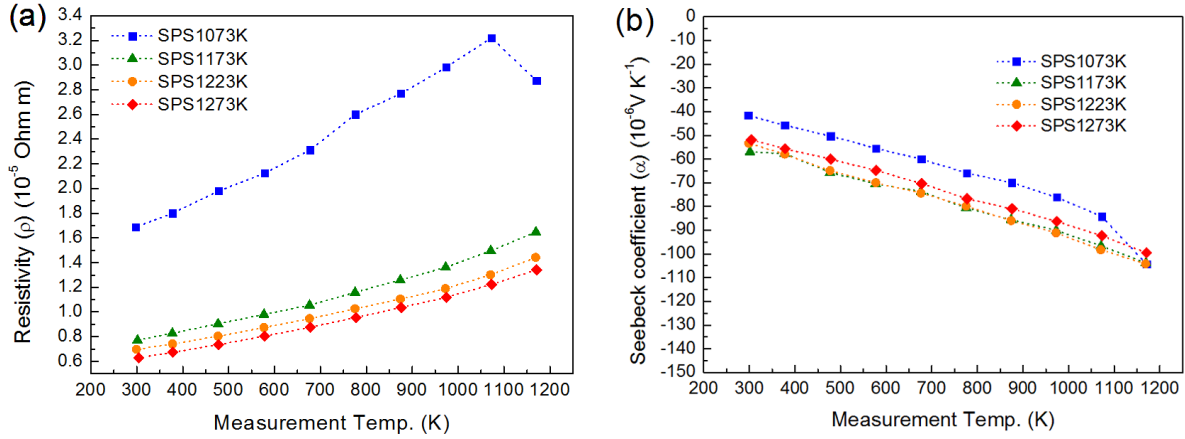 (a)
Resistivity (ρ) (10⁻⁵ Ohm m)
3.4
3.2
3.0
2.8
2.6
2.4
2.2
2.0
1.8
1.6
1.4
1.2
1.0
0.8
0.6
SPS1073K
SPS1173K
SPS1223K
SPS1273K
200 300 400 500 600 700 800 900 1000 1100 1200
Measurement Temp. (K)
(b)
Seebeck coefficient (α) (10⁻⁶V K⁻¹)
0
-10
-20
-30
-40
-50
-60
-70
-80
-90
-100
-110
-120
-130
-140
-150
SPS1073K
SPS1173K
SPS1223K
SPS1273K
200 300 400 500 600 700 800 900 1000 1100 1200
Measurement Temp. (K)